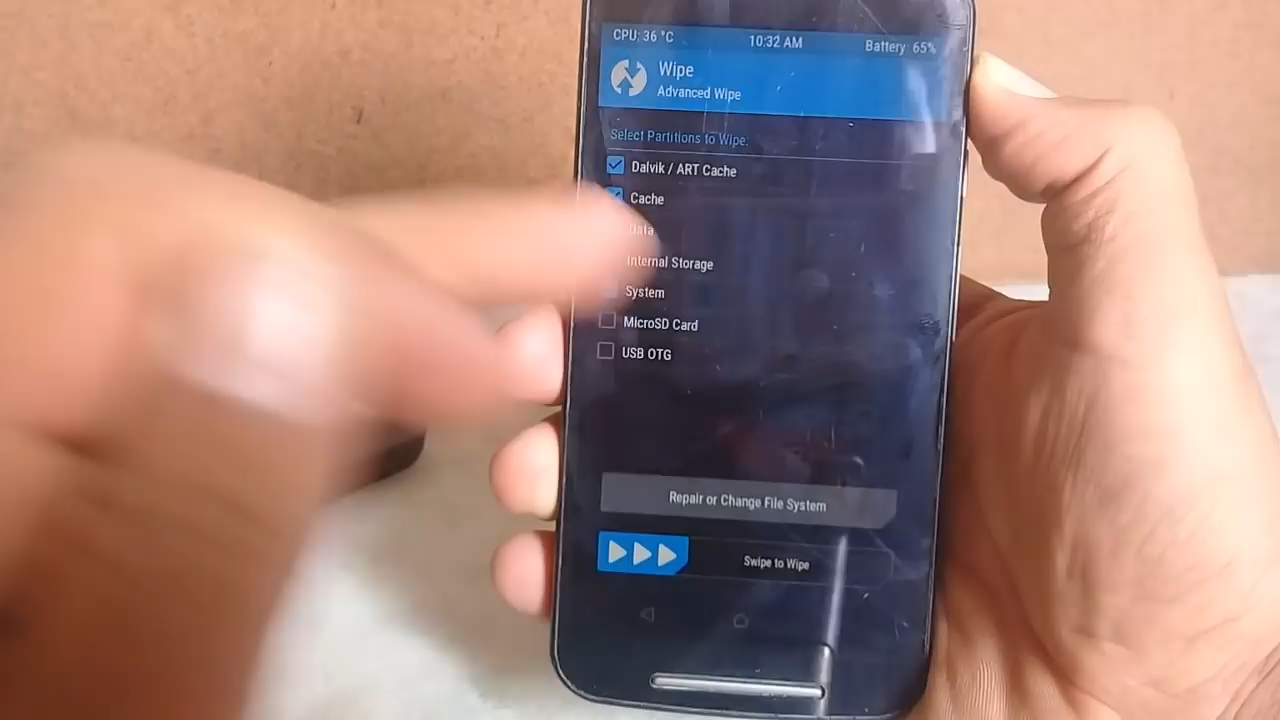 CPU: 36 °C 10:32 AM Battery: 65%
Wipe
Advanced Wipe
Select Partitions to Wipe:
Dalvik / ART Cache
Cache
Data
Internal Storage
System
MicroSD Card
USB OTG
Repair or Change File System
Swipe to Wipe